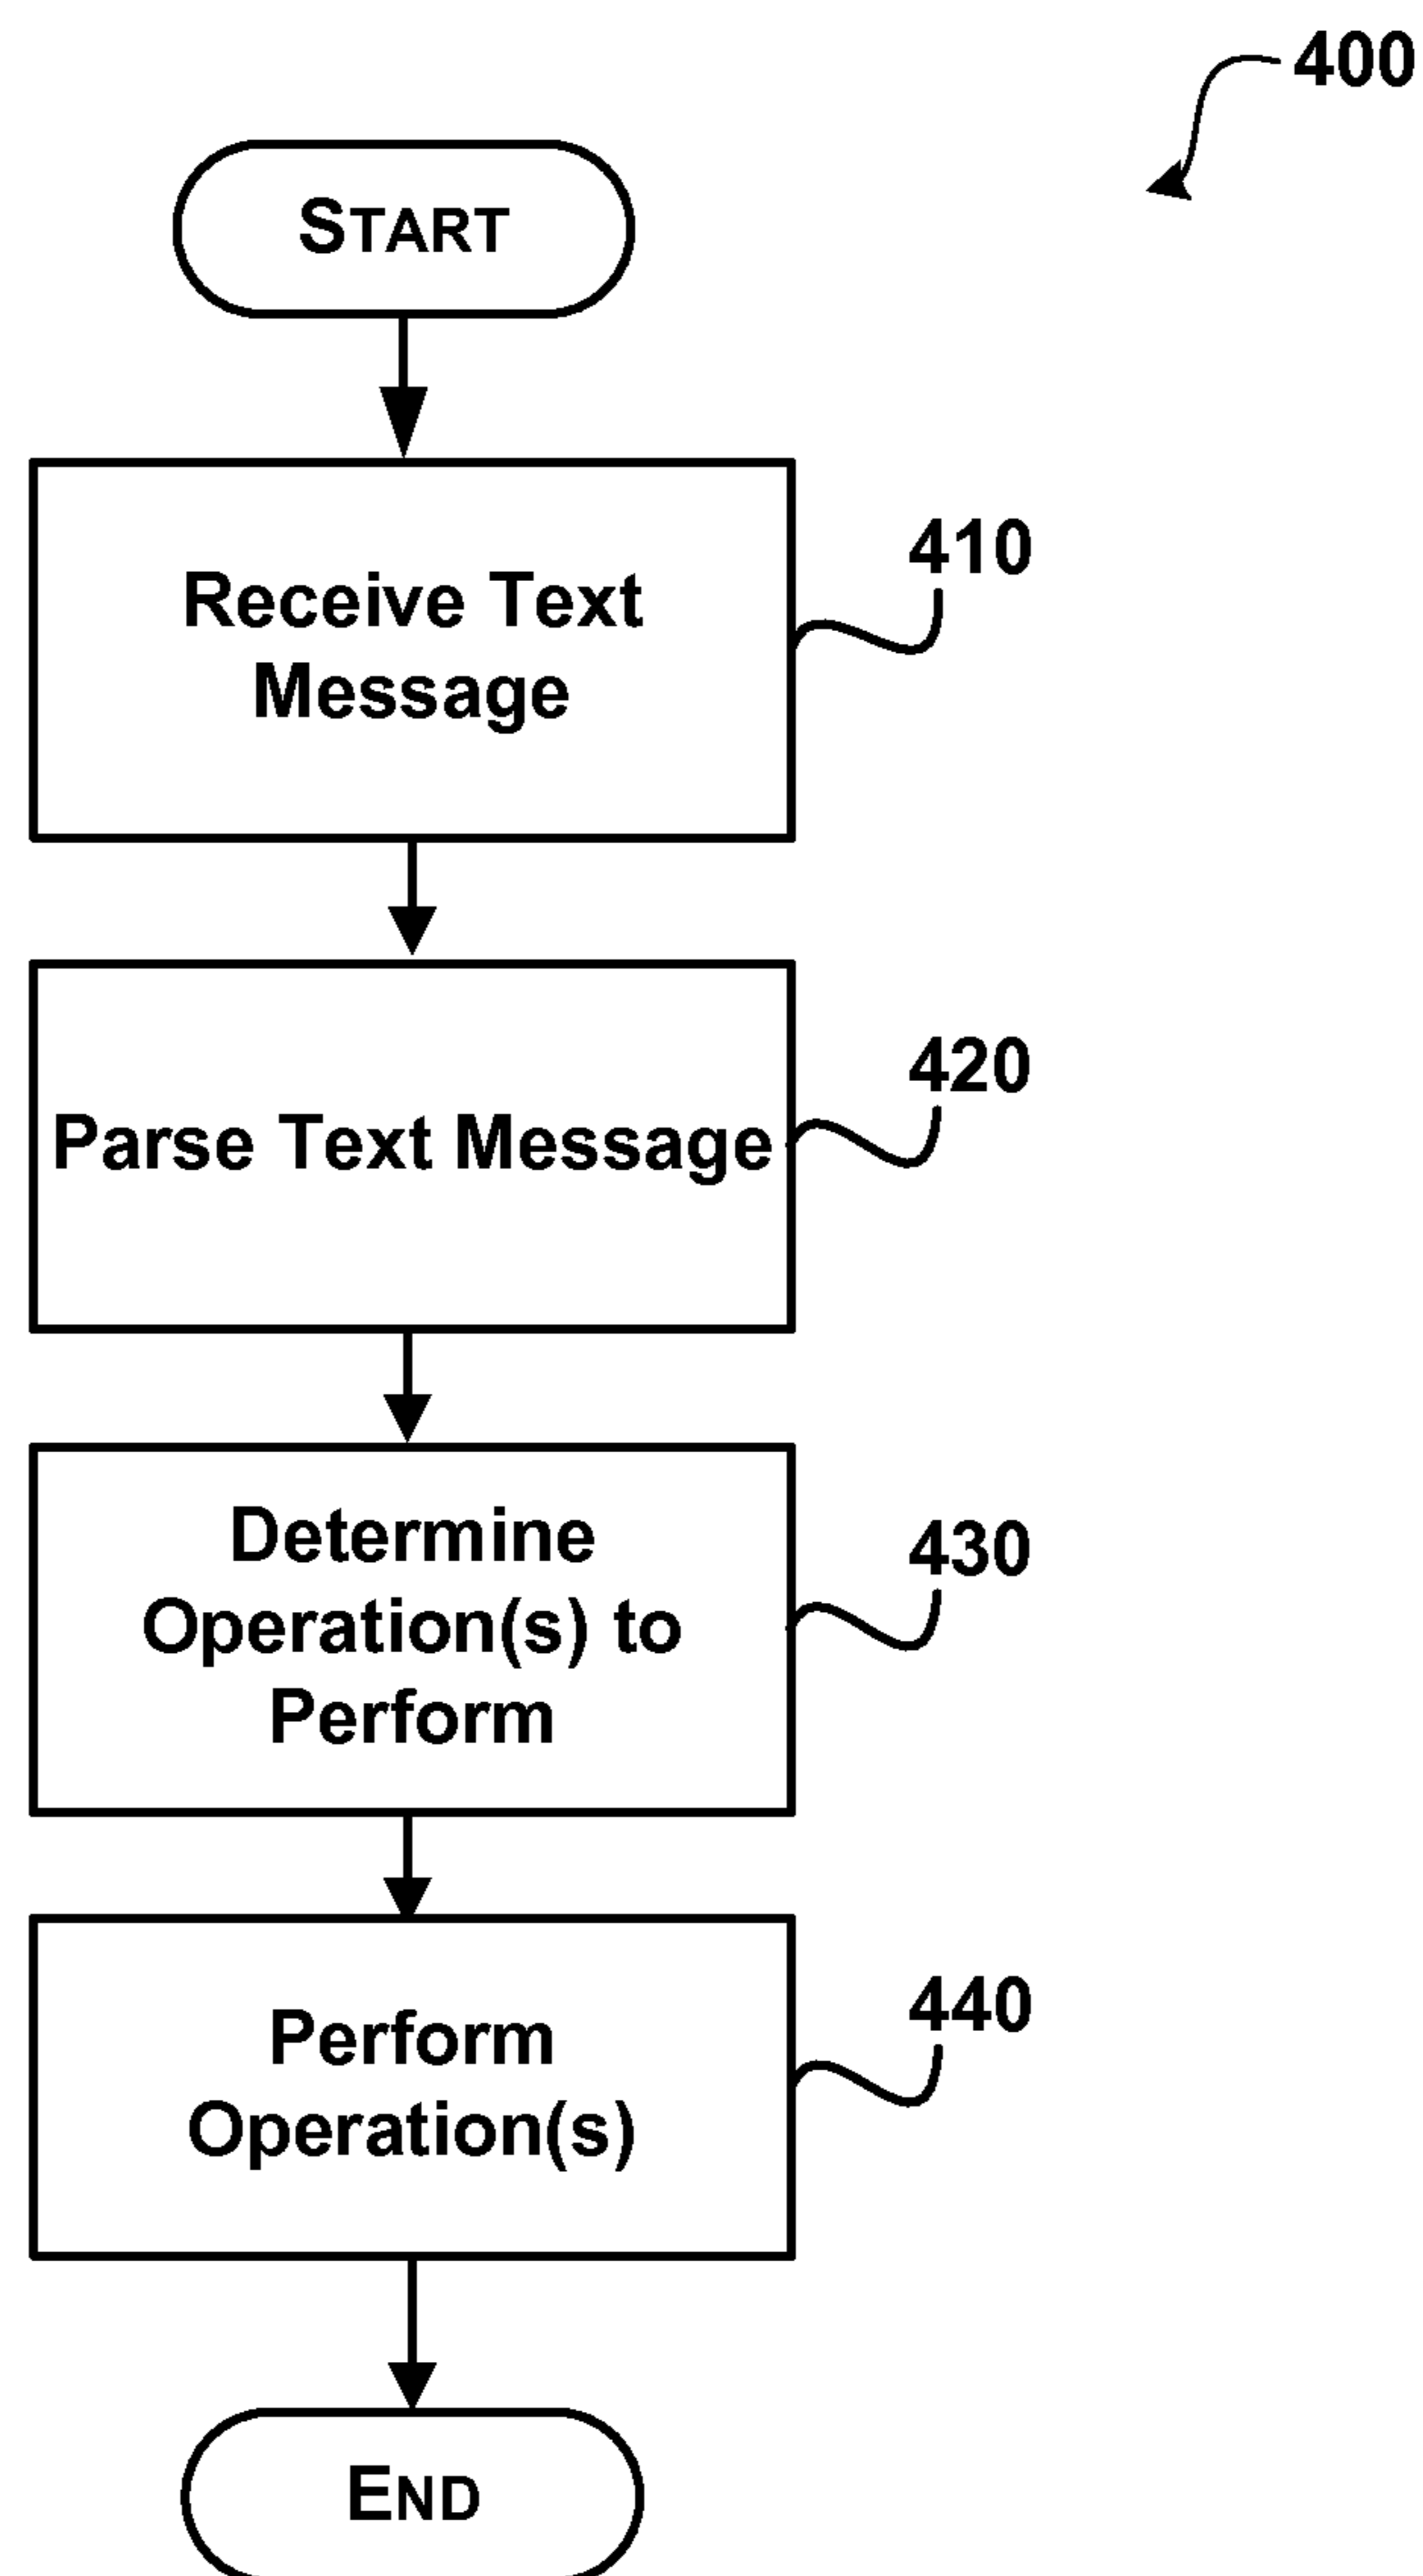 400
START
Receive Text
Message
410
Parse Text Message
420
Determine
Operation(s) to
Perform
430
Perform
Operation(s)
440
END